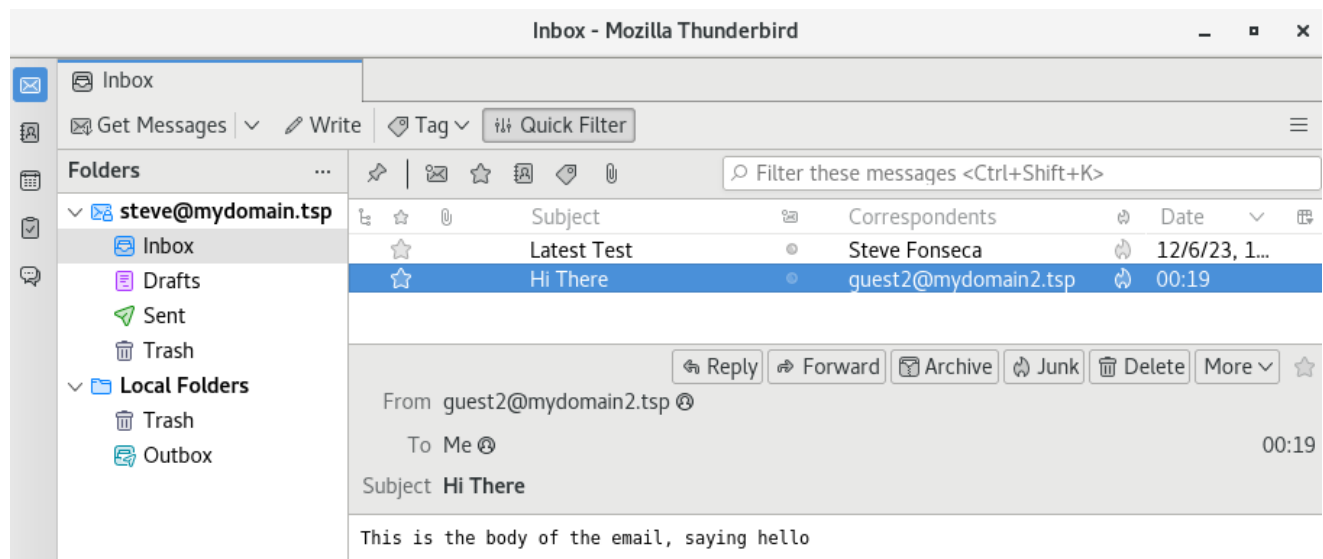 Inbox - Mozilla Thunderbird
Inbox
Get Messages Write Tag Quick Filter
Folders ...
Filter these messages <Ctrl+Shift+K>
steve@mydomain.tsp
Inbox
Drafts
Sent
Trash
Local Folders
Trash
Outbox
Subject Correspondents Date
Latest Test Steve Fonseca 12/6/23, 1...
Hi There guest2@mydomain2.tsp 00:19
Reply Forward Archive Junk Delete More
From guest2@mydomain2.tsp
To Me 00:19
Subject Hi There
This is the body of the email, saying hello